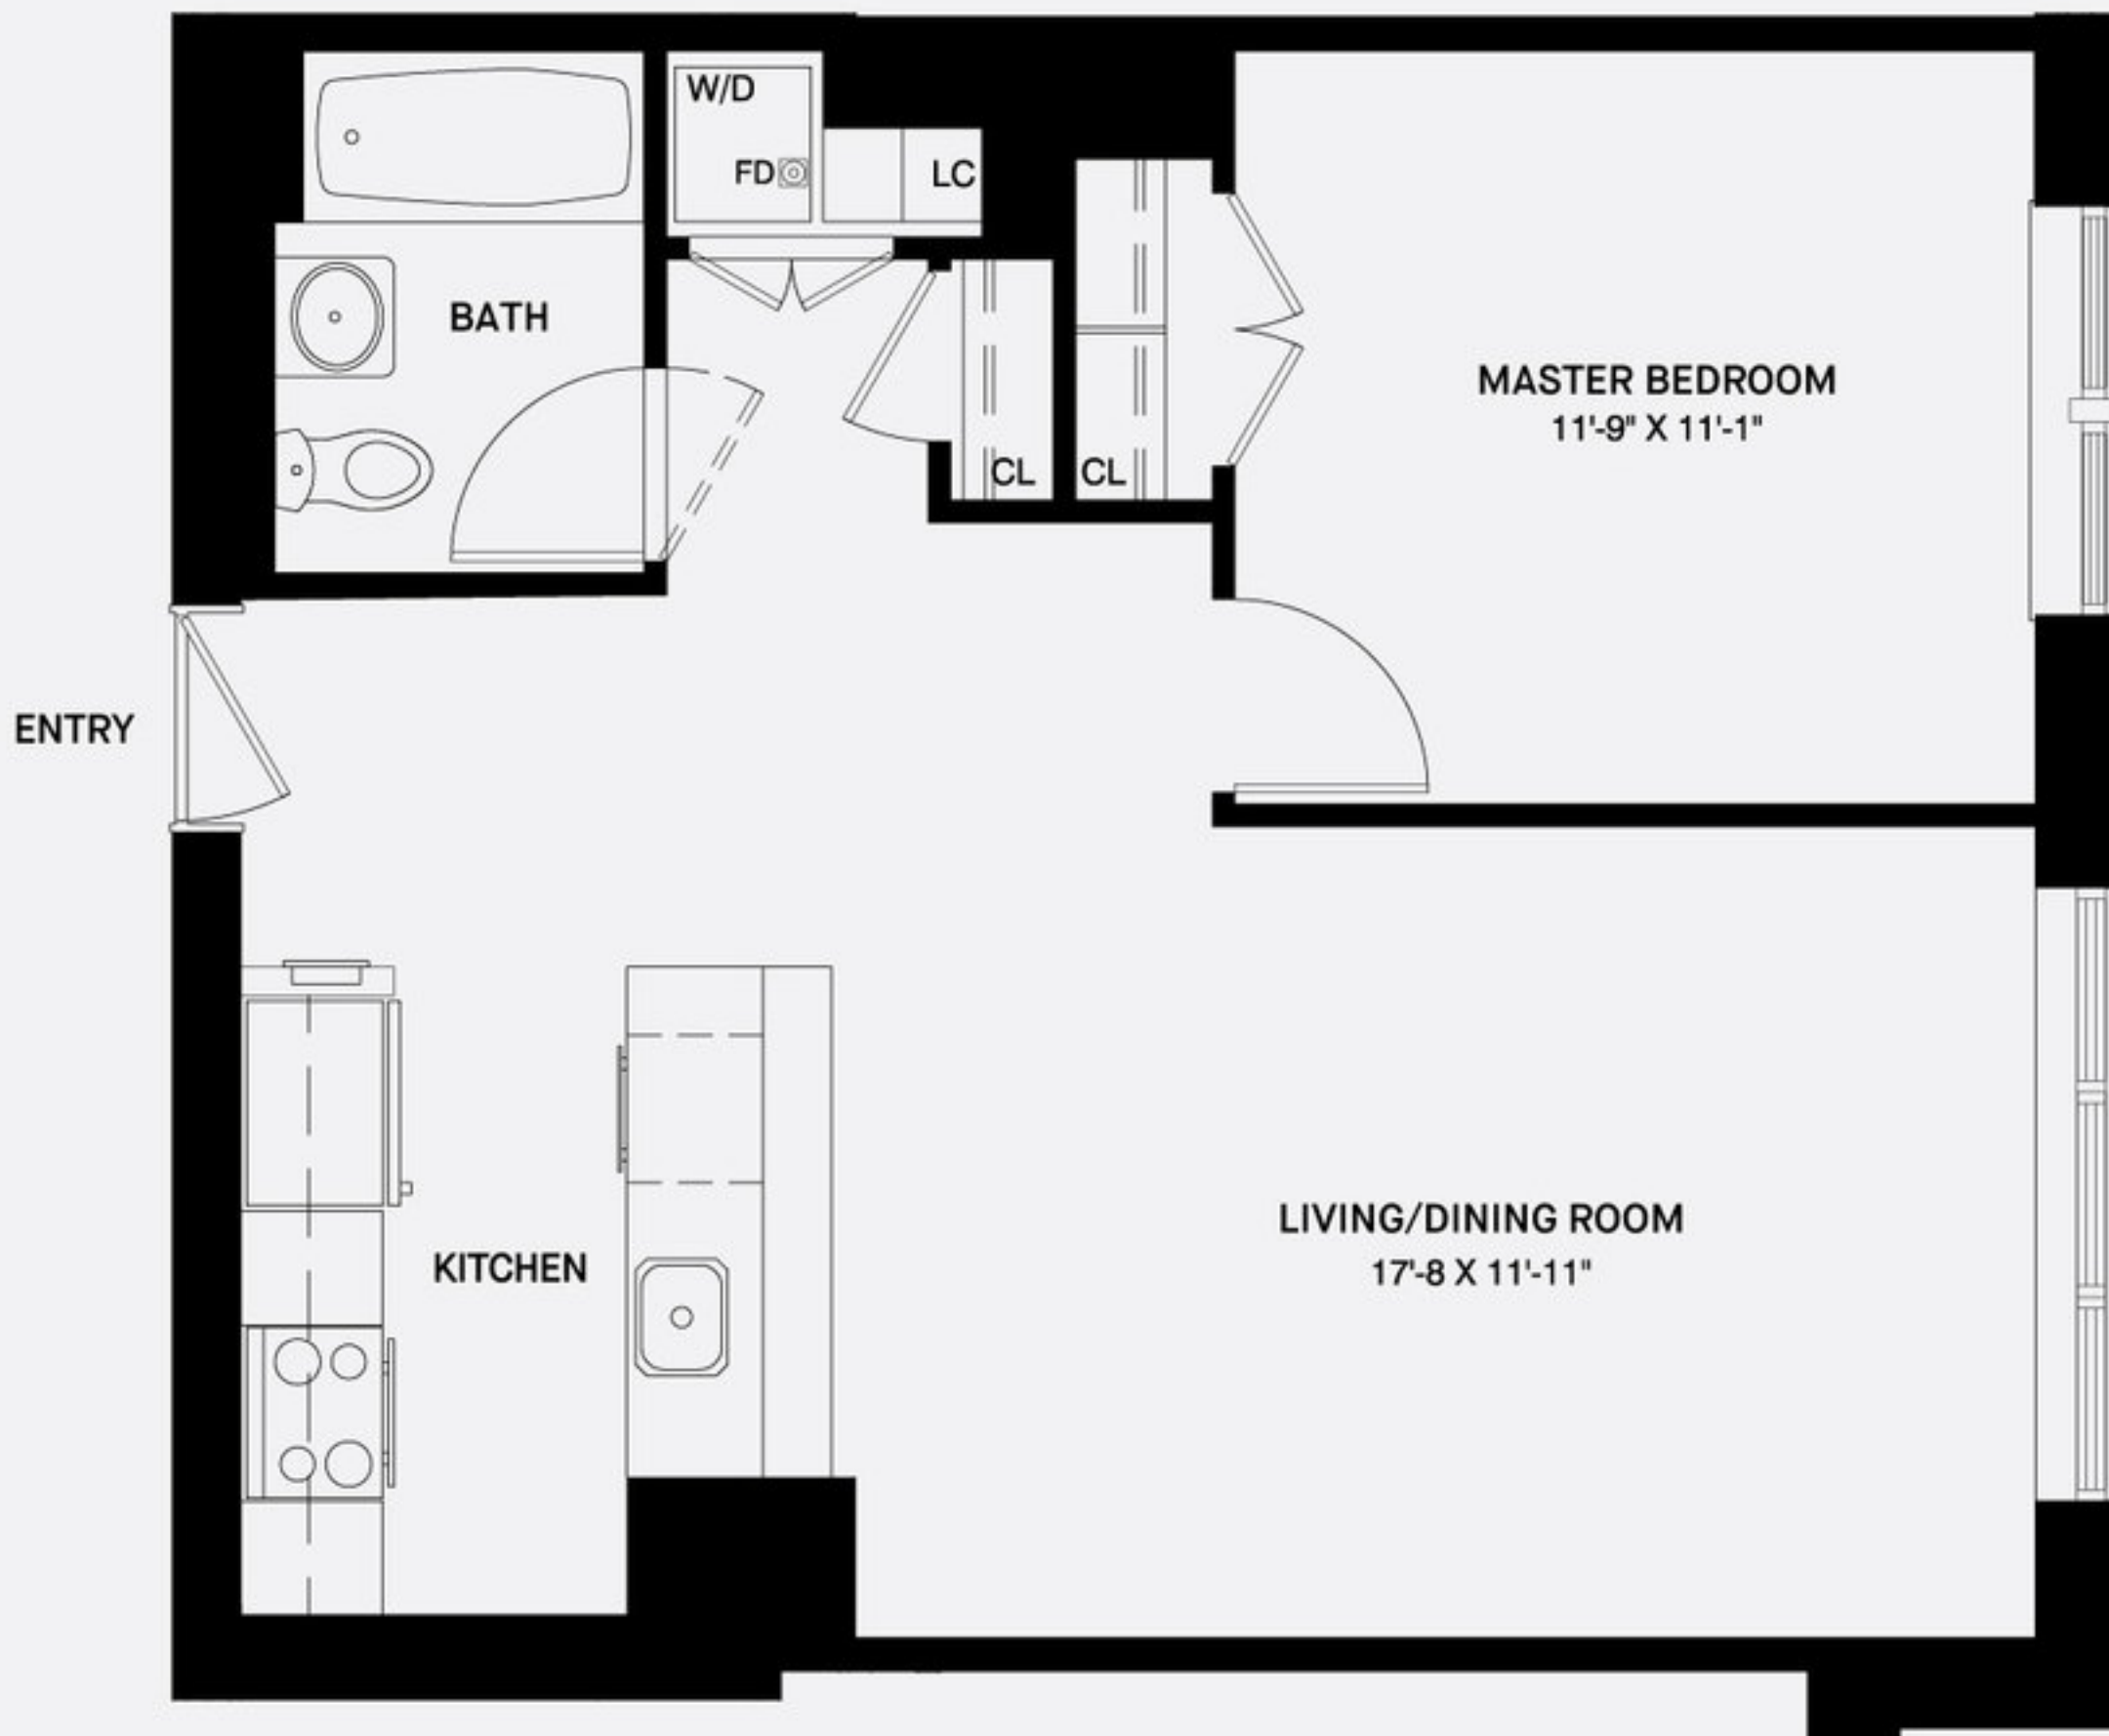 W/D
FD
LC
BATH
MASTER BEDROOM
11'-9" X 11'-1"
CL
CL
ENTRY
LIVING/DINING ROOM
17'-8 X 11'-11"
KITCHEN